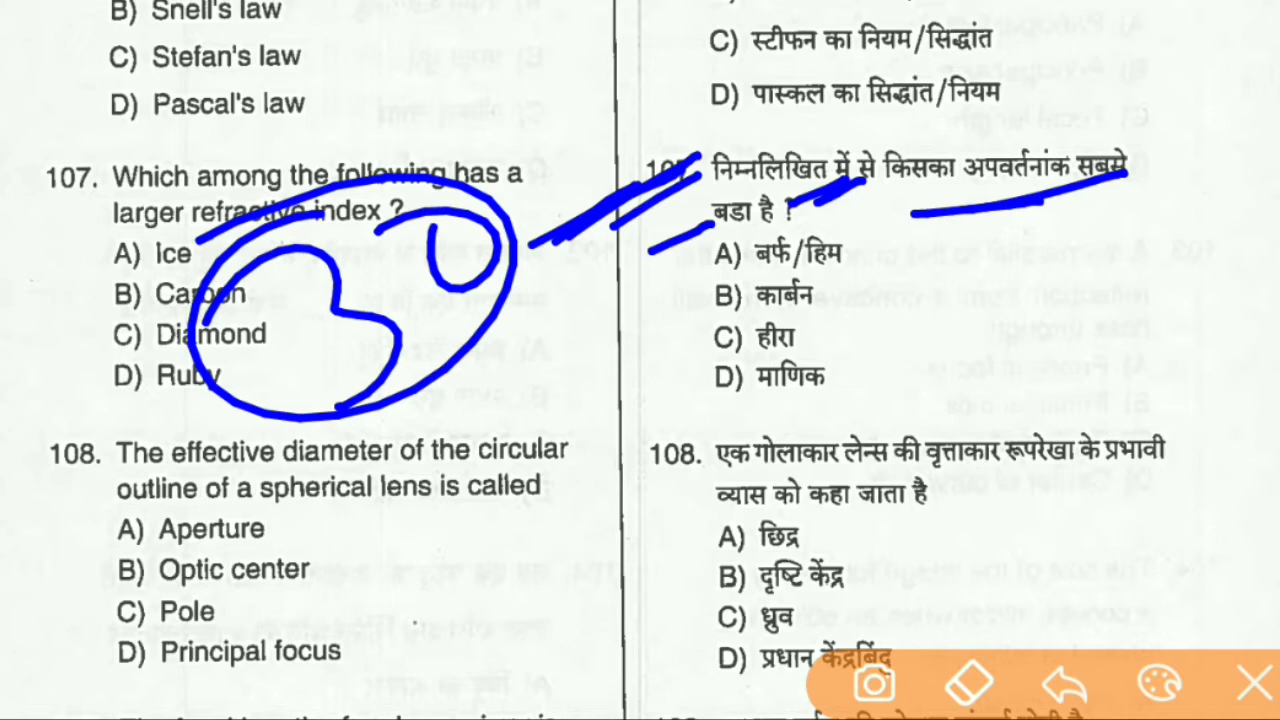 B) Snell's law
C) Stefan's law
D) Pascal's law
107. Which among the following has a
larger refractive index ?
A) Ice
B) Carbon
C) Diamond
D) Ruby
108. The effective diameter of the circular
outline of a spherical lens is called
A) Aperture
B) Optic center
C) Pole
D) Principal focus
C) स्टीफन का नियम/सिद्धांत
D) पास्कल का सिद्धांत/नियम
107. निम्नलिखित में से किसका अपवर्तनांक सबसे
बडा है ?
A) बर्फ/हिम
B) कार्बन
C) हीरा
D) माणिक
108. एक गोलाकार लेन्स की वृत्ताकार रूपरेखा के प्रभावी
व्यास को कहा जाता है
A) छिद्र
B) दृष्टि केंद्र
C) ध्रुव
D) प्रधान केंद्रबिंदु